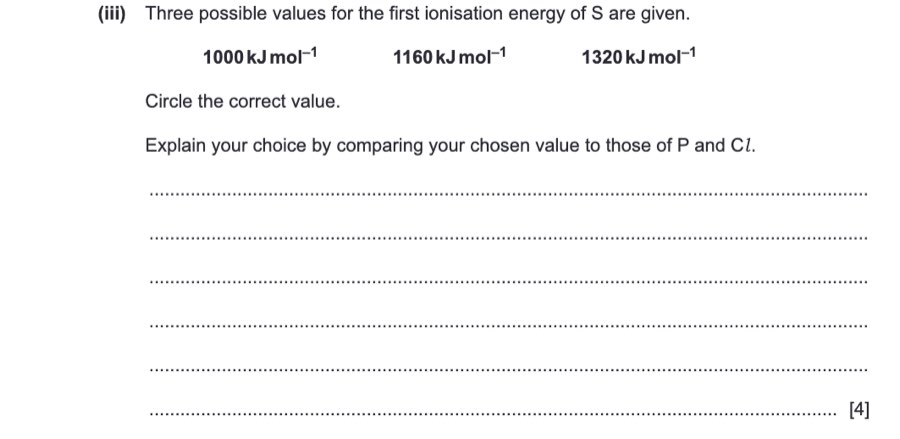 (iii) Three possible values for the first ionisation energy of S are given.
1000 kJ mol⁻¹ 1160 kJ mol⁻¹ 1320 kJ mol⁻¹
Circle the correct value.
Explain your choice by comparing your chosen value to those of P and Cl.
[4]